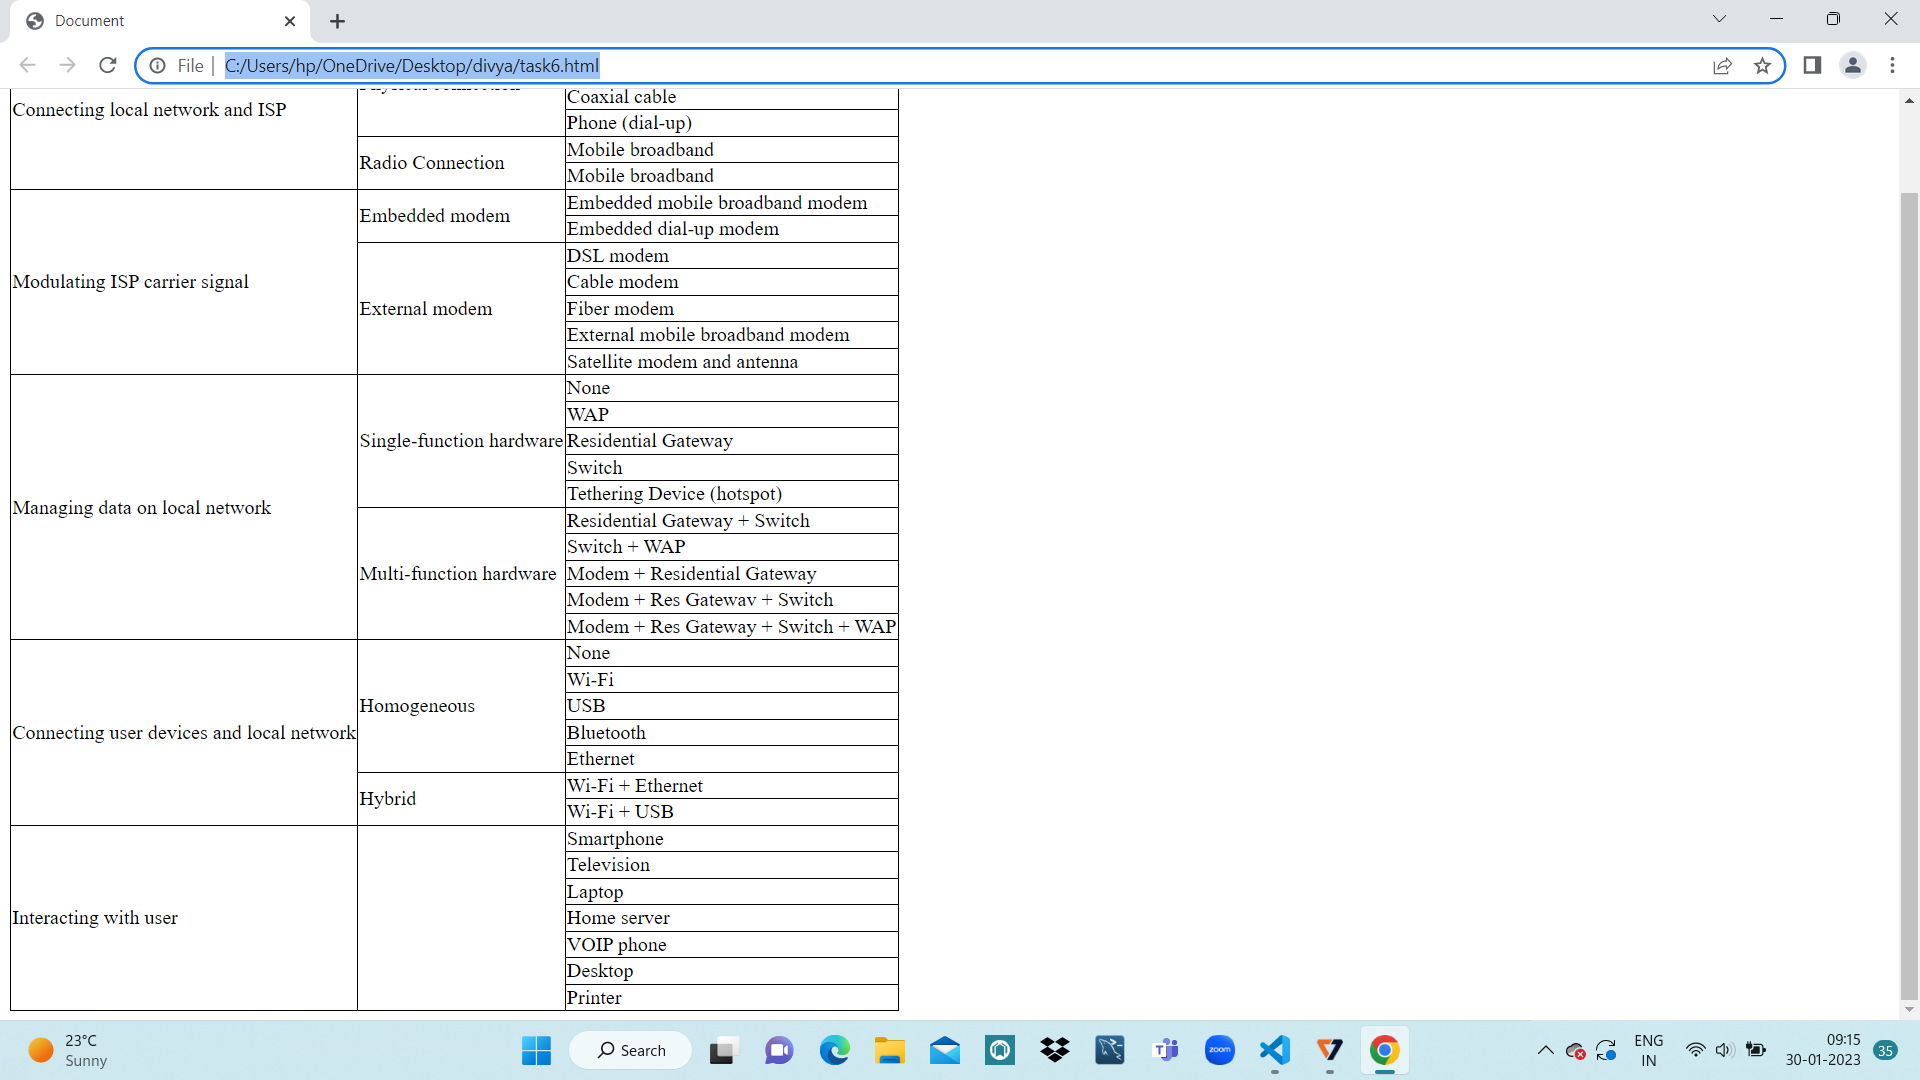 Document
File
C:/Users/hp/OneDrive/Desktop/divya/task6.html
Coaxial cable
Connecting local network and ISP
Phone (dial-up)
Radio Connection
Mobile broadband
Mobile broadband
Modulating ISP carrier signal
Embedded modem
Embedded mobile broadband modem
Embedded dial-up modem
External modem
DSL modem
Cable modem
Fiber modem
External mobile broadband modem
Satellite modem and antenna
Managing data on local network
Single-function hardware
None
WAP
Residential Gateway
Switch
Tethering Device (hotspot)
Multi-function hardware
Residential Gateway + Switch
Switch + WAP
Modem + Residential Gateway
Modem + Res Gatewav + Switch
Modem + Res Gateway + Switch + WAP
Connecting user devices and local network
Homogeneous
None
Wi-Fi
USB
Bluetooth
Ethernet
Hybrid
Wi-Fi + Ethernet
Wi-Fi + USB
Interacting with user
Smartphone
Television
Laptop
Home server
VOIP phone
Desktop
Printer
23°C
Sunny
Search
zoom
ENG
IN
09:15
30-01-2023
35